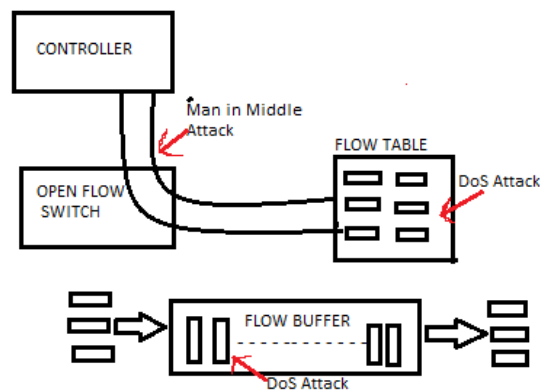 CONTROLLER
Man in Middle
Attack
FLOW TABLE
DoS Attack
OPEN FLOW
SWITCH
FLOW BUFFER
DoS Attack